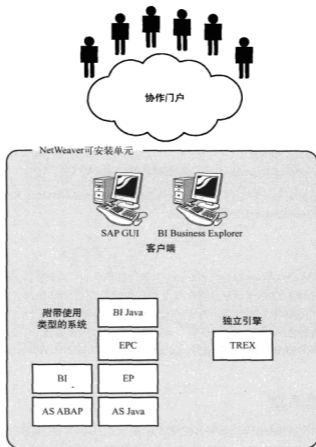 协作门户
NetWeaver可安装单元
SAP GUI
BI Business Explorer
客户端
附带使用
类型的系统
BI Java
独立引擎
EPC
TREX
BI
EP
AS ABAP
AS Java